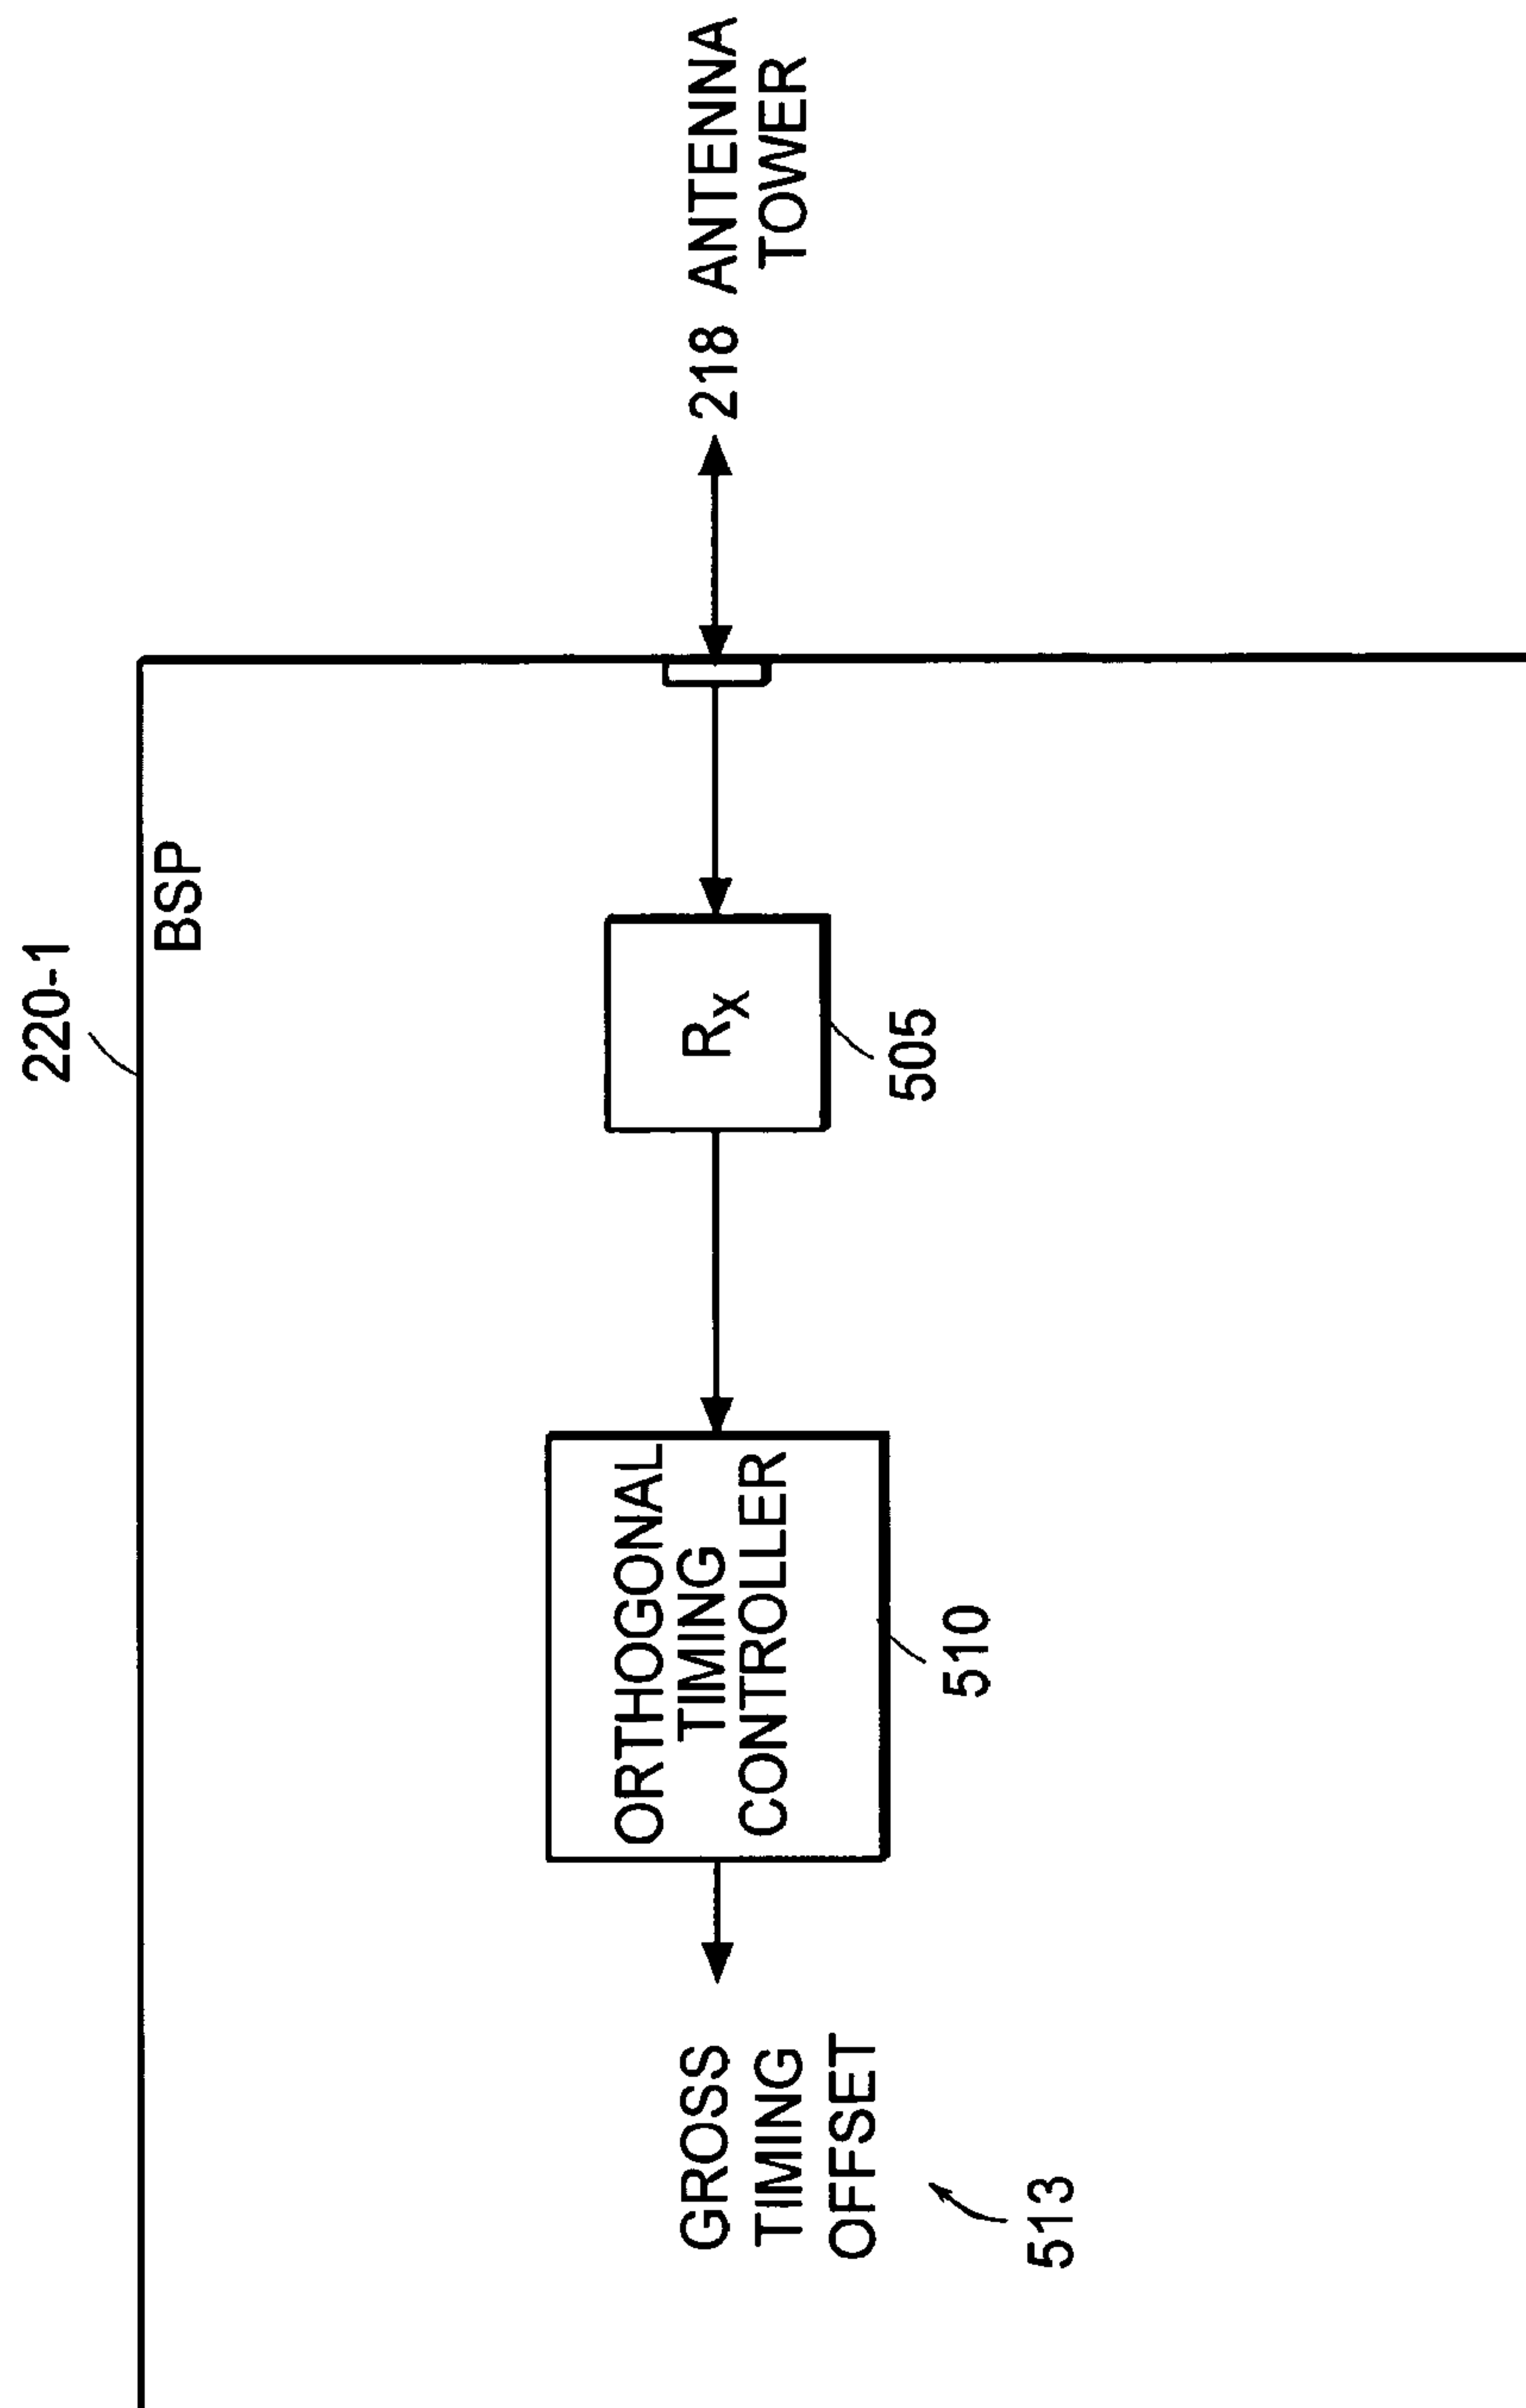 220-1
BSP
GROSS
TIMING
OFFSET
513
ORTHOGONAL
TIMING
CONTROLLER
510
Rx
505
218 ANTENNA
TOWER